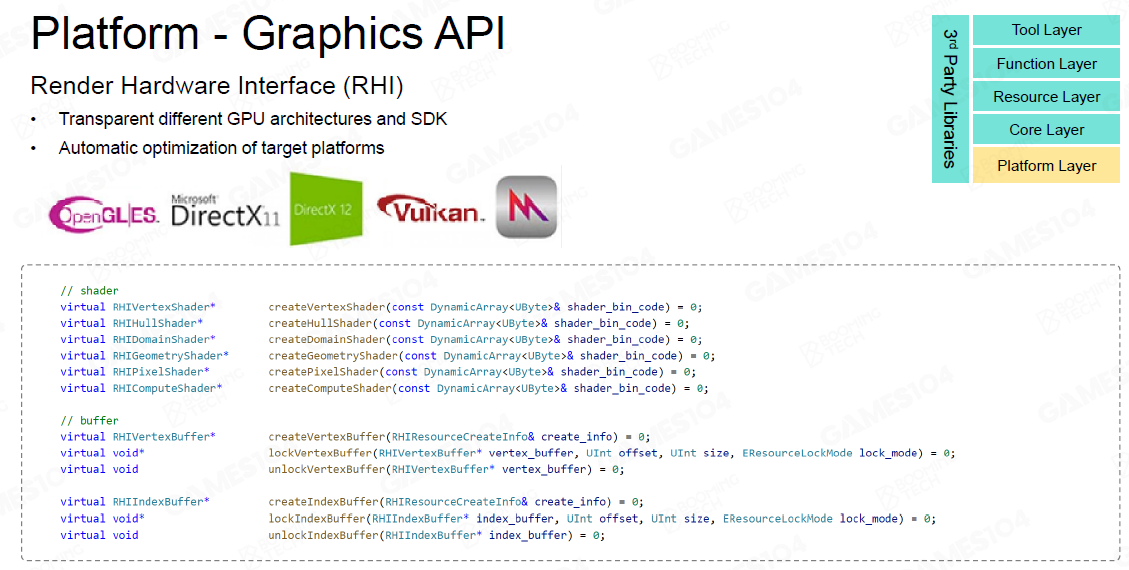 Platform - Graphics API
Render Hardware Interface (RHI)
• Transparent different GPU architectures and SDK
• Automatic optimization of target platforms
3rd Party Libraries
Tool Layer
Function Layer
Resource Layer
Core Layer
Platform Layer
OpenGL|ES.
Microsoft®
DirectX11
DirectX 12
Vulkan™
// shader
virtual RHIVertexShader* createVertexShader(const DynamicArray<UByte>& shader_bin_code) = 0;
virtual RHIHullShader* createHullShader(const DynamicArray<UByte>& shader_bin_code) = 0;
virtual RHIDomainShader* createDomainShader(const DynamicArray<UByte>& shader_bin_code) = 0;
virtual RHIGeometryShader* createGeometryShader(const DynamicArray<UByte>& shader_bin_code) = 0;
virtual RHIPixelShader* createPixelShader(const DynamicArray<UByte>& shader_bin_code) = 0;
virtual RHIComputeShader* createComputeShader(const DynamicArray<UByte>& shader_bin_code) = 0;
// buffer
virtual RHIVertexBuffer* createVertexBuffer(RHIResourceCreateInfo& create_info) = 0;
virtual void* lockVertexBuffer(RHIVertexBuffer* vertex_buffer, UInt offset, UInt size, EResourceLockMode lock_mode) = 0;
virtual void unlockVertexBuffer(RHIVertexBuffer* vertex_buffer) = 0;
virtual RHIIndexBuffer* createIndexBuffer(RHIResourceCreateInfo& create_info) = 0;
virtual void* lockIndexBuffer(RHIIndexBuffer* index_buffer, UInt offset, UInt size, EResourceLockMode lock_mode) = 0;
virtual void unlockIndexBuffer(RHIIndexBuffer* index_buffer) = 0;
GAMES104
BOOMING TECH